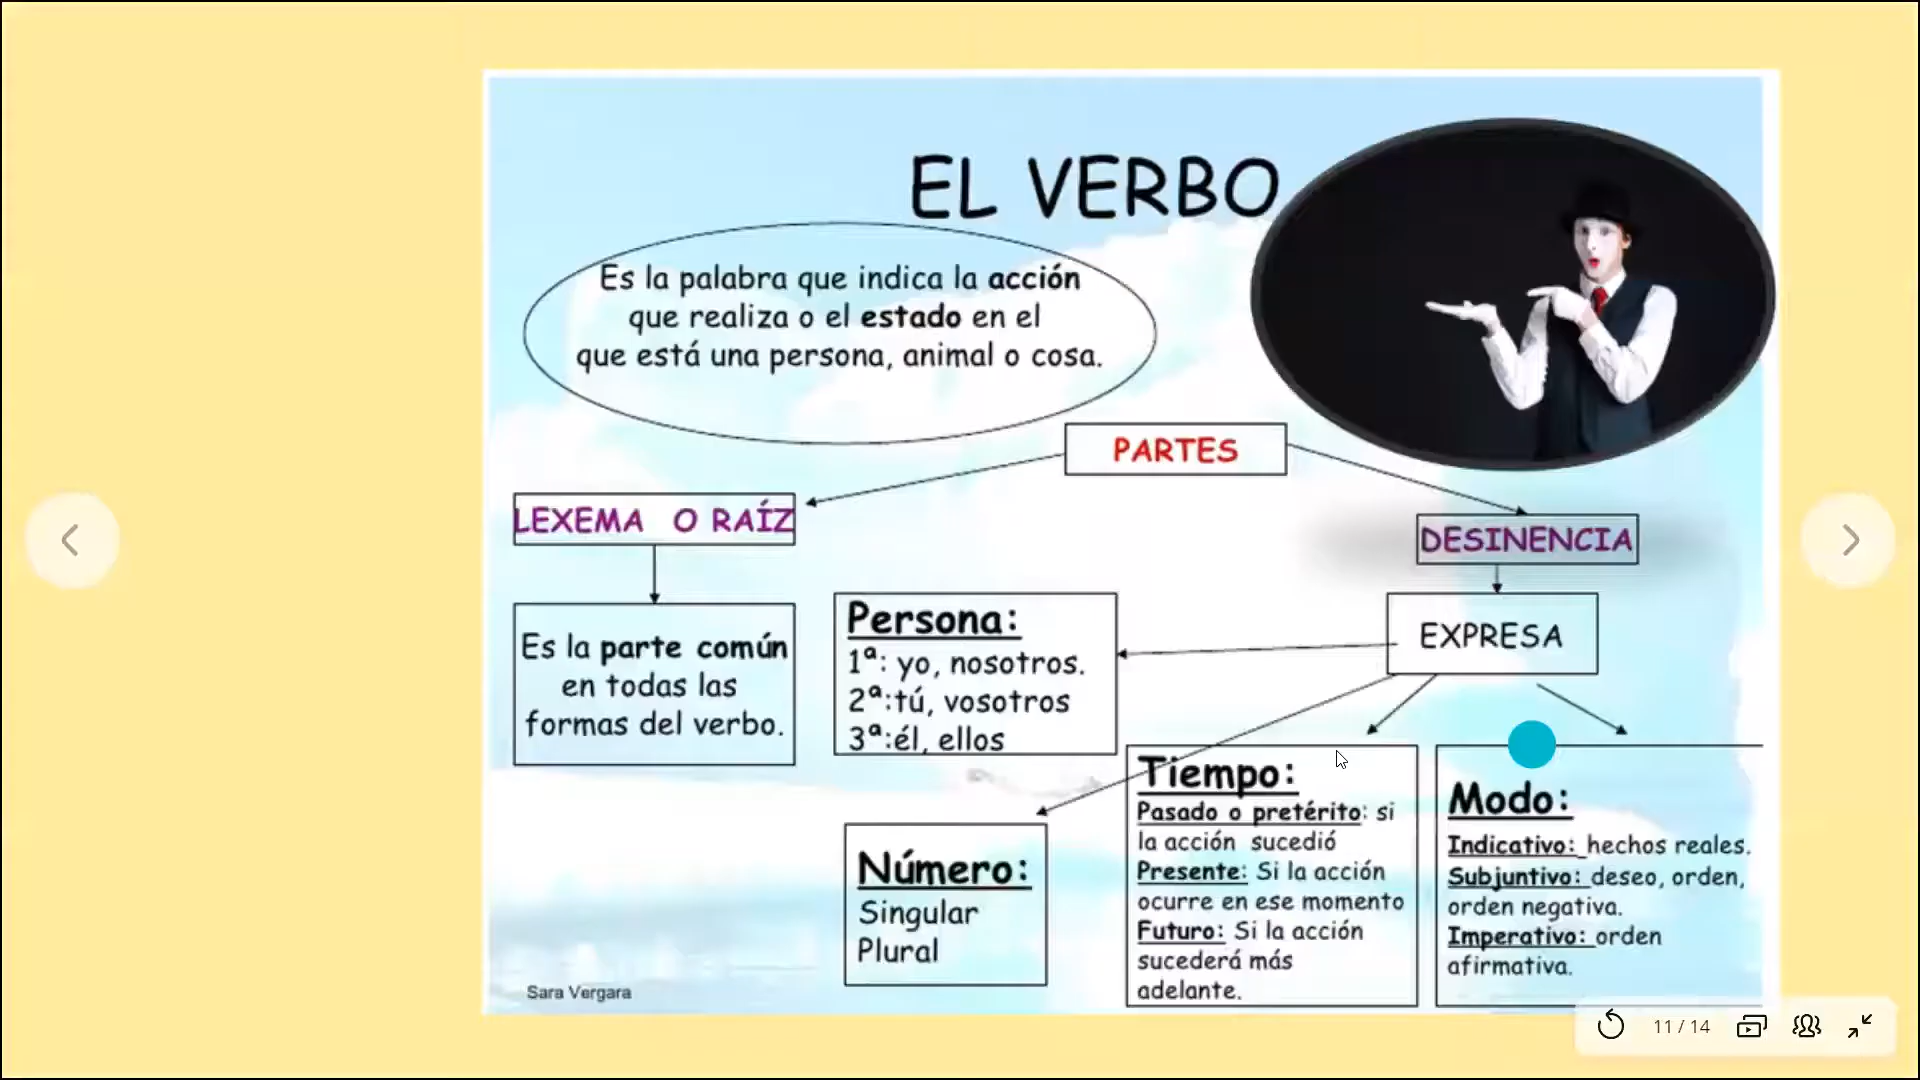 EL VERBO
Es la palabra que indica la acción
que realiza o el estado en el
que está una persona, animal o cosa.
PARTES
LEXEMA O RAÍZ
DESINENCIA
Es la parte común
en todas las
formas del verbo.
Persona:
1ª: yo, nosotros.
2ª:tú, vosotros
3ª:él, ellos
EXPRESA
Número:
Singular
Plural
Tiempo:
Pasado o pretérito: si
la acción sucedió
Presente: Si la acción
ocurre en ese momento
Futuro: Si la acción
sucederá más
adelante.
Modo:
Indicativo: hechos reales.
Subjuntivo: deseo, orden,
orden negativa.
Imperativo: orden
afirmativa.
Sara Vergara
11 / 14